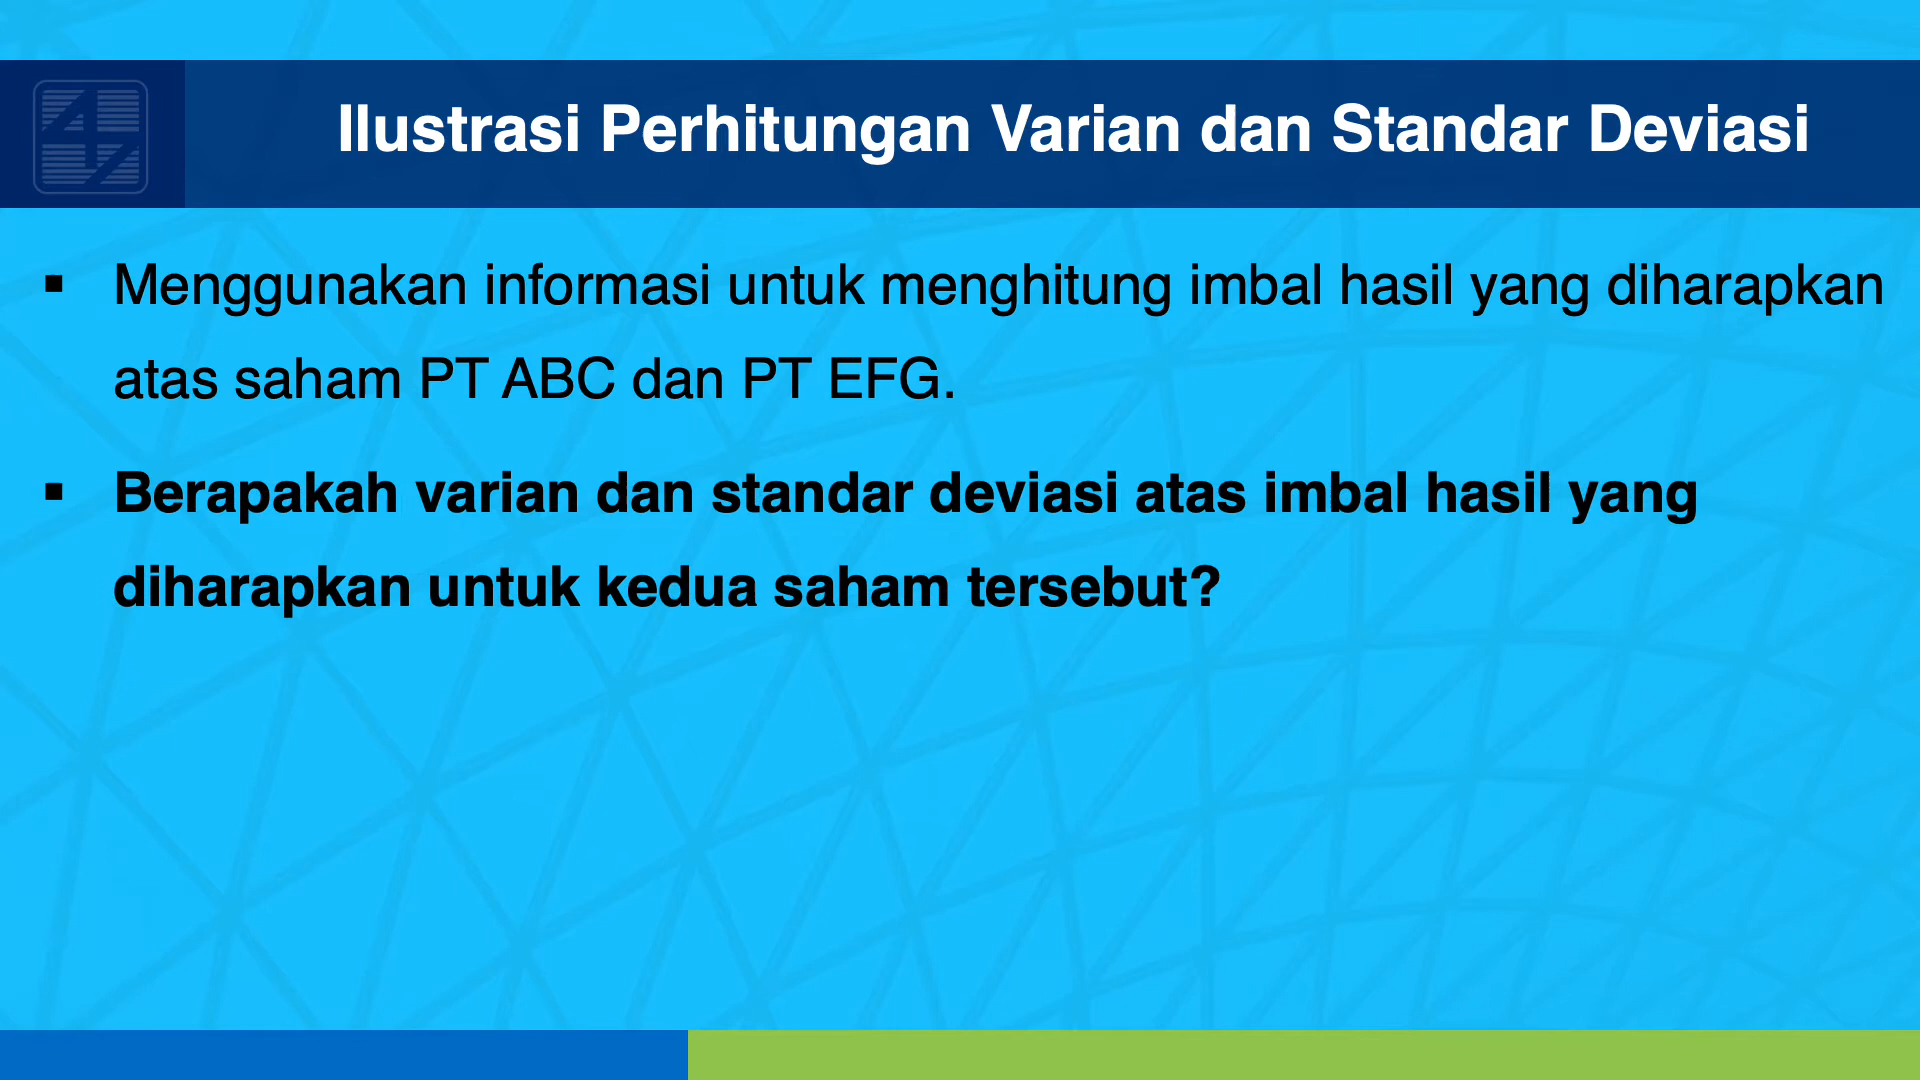 Ilustrasi Perhitungan Varian dan Standar Deviasi
▪ Menggunakan informasi untuk menghitung imbal hasil yang diharapkan
atas saham PT ABC dan PT EFG.
▪ Berapakah varian dan standar deviasi atas imbal hasil yang
diharapkan untuk kedua saham tersebut?